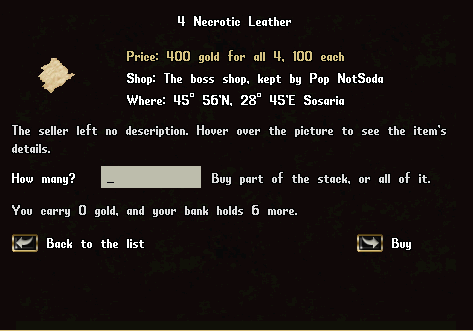 4 Necrotic Leather
Price: 400 gold for all 4, 100 each
Shop: The boss shop, kept by Pop NotSoda
Where: 45° 56'N, 28° 45'E Sosaria
The seller left no description. Hover over the picture to see the item's
details.
How many? _ Buy part of the stack, or all of it.
You carry 0 gold, and your bank holds 6 more.
Back to the list Buy